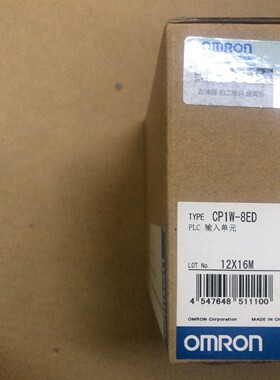 OMRON
TYPE CP1W-8ED
PLC 输入单元
LOT No. 12X16M
4 547648 511100
OMRON Corporation MADE IN CH
OMRON